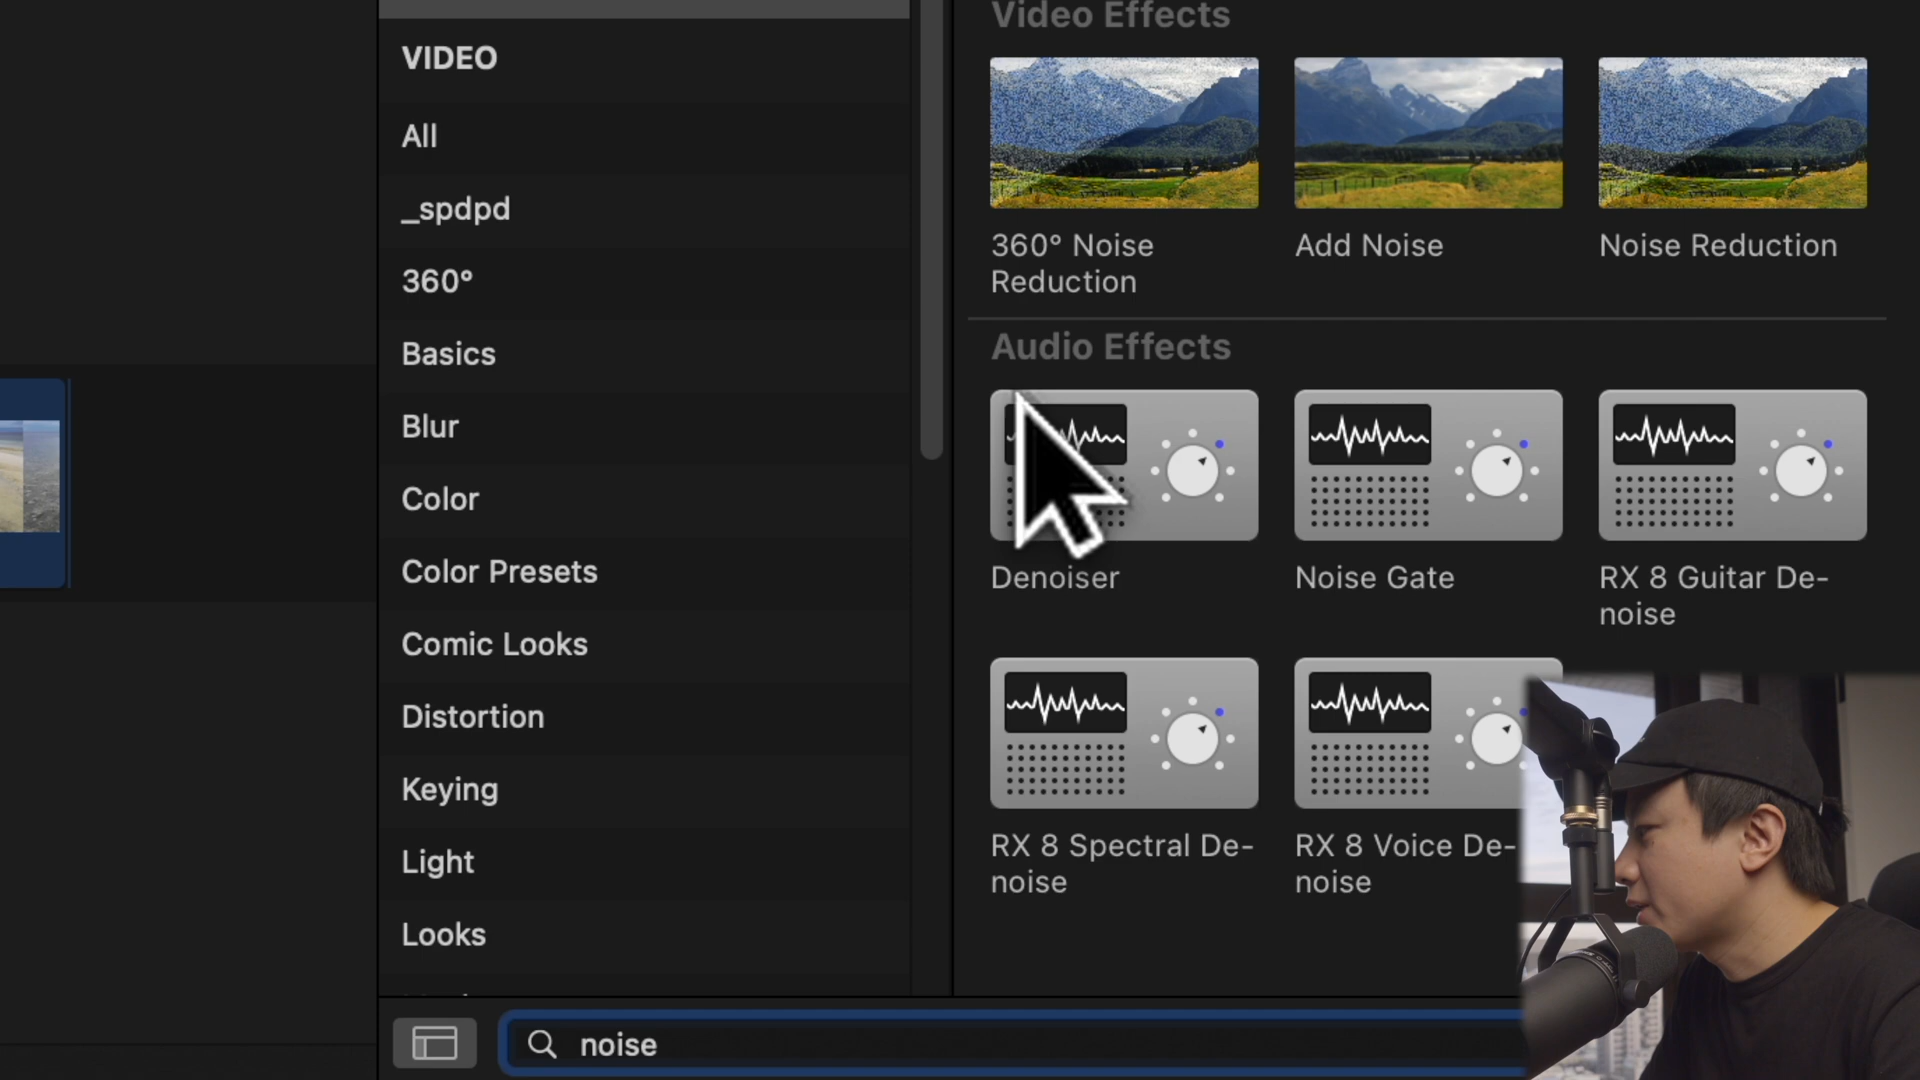 VIDEO
All
_spdpd
360°
Basics
Blur
Color
Color Presets
Comic Looks
Distortion
Keying
Light
Looks
Video Effects
360° Noise
Reduction
Add Noise
Noise Reduction
Audio Effects
Denoiser
Noise Gate
RX 8 Guitar De-
noise
RX 8 Spectral De-
noise
RX 8 Voice De-
noise
noise